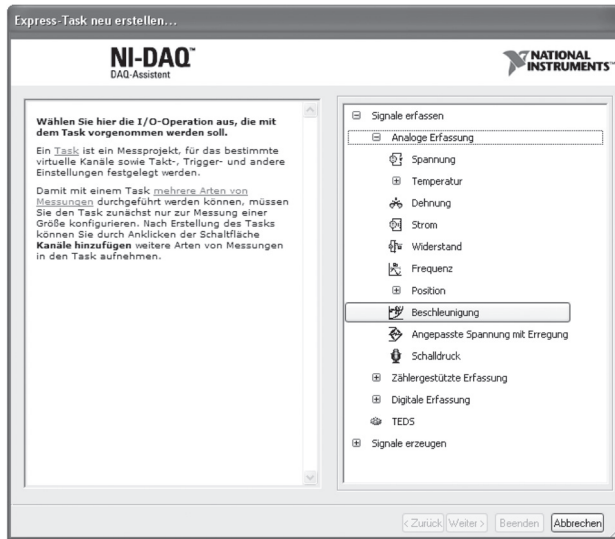 Express-Task neu erstellen...
NI-DAQ™
DAQ-Assistent
NATIONAL
INSTRUMENTS™
Wählen Sie hier die I/O-Operation aus, die mit
dem Task vorgenommen werden soll.
Ein Task ist ein Messprojekt, für das bestimmte
virtuelle Kanäle sowie Takt-, Trigger- und andere
Einstellungen festgelegt werden.
Damit mit einem Task mehrere Arten von
Messungen durchgeführt werden können, müssen
Sie den Task zunächst nur zur Messung einer
Größe konfigurieren. Nach Erstellung des Tasks
können Sie durch Anklicken der Schaltfläche
Kanäle hinzufügen weitere Arten von Messungen
in den Task aufnehmen.
Signale erfassen
Analoge Erfassung
Spannung
Temperatur
Dehnung
Strom
Widerstand
Frequenz
Position
Beschleunigung
Angepasste Spannung mit Erregung
Schalldruck
Zählergestützte Erfassung
Digitale Erfassung
TEDS
Signale erzeugen
< Zurück Weiter > Beenden Abbrechen